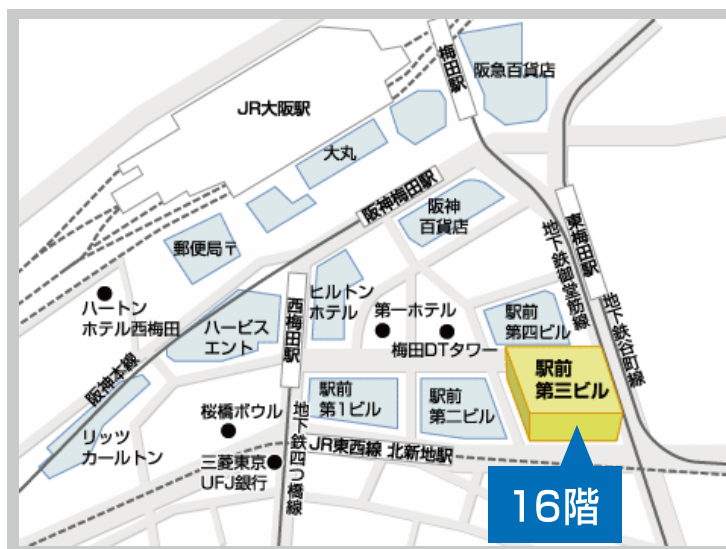 梅田駅
阪急百貨店
JR大阪駅
大丸
阪神梅田駅
阪神
百貨店
東梅田駅
地下鉄御堂筋線
郵便局〒
ハートン
ホテル西梅田
西梅田駅
ヒルトン
ホテル
第一ホテル
梅田DTタワー
駅前
第四ビル
地下鉄谷町線
ハービス
エント
阪神本線
駅前
第三ビル
駅前
第1ビル
駅前
第二ビル
桜橋ボウル
リッツ
カールトン
地下鉄四つ橋線
JR東西線 北新地駅
三菱東京
UFJ銀行
16階